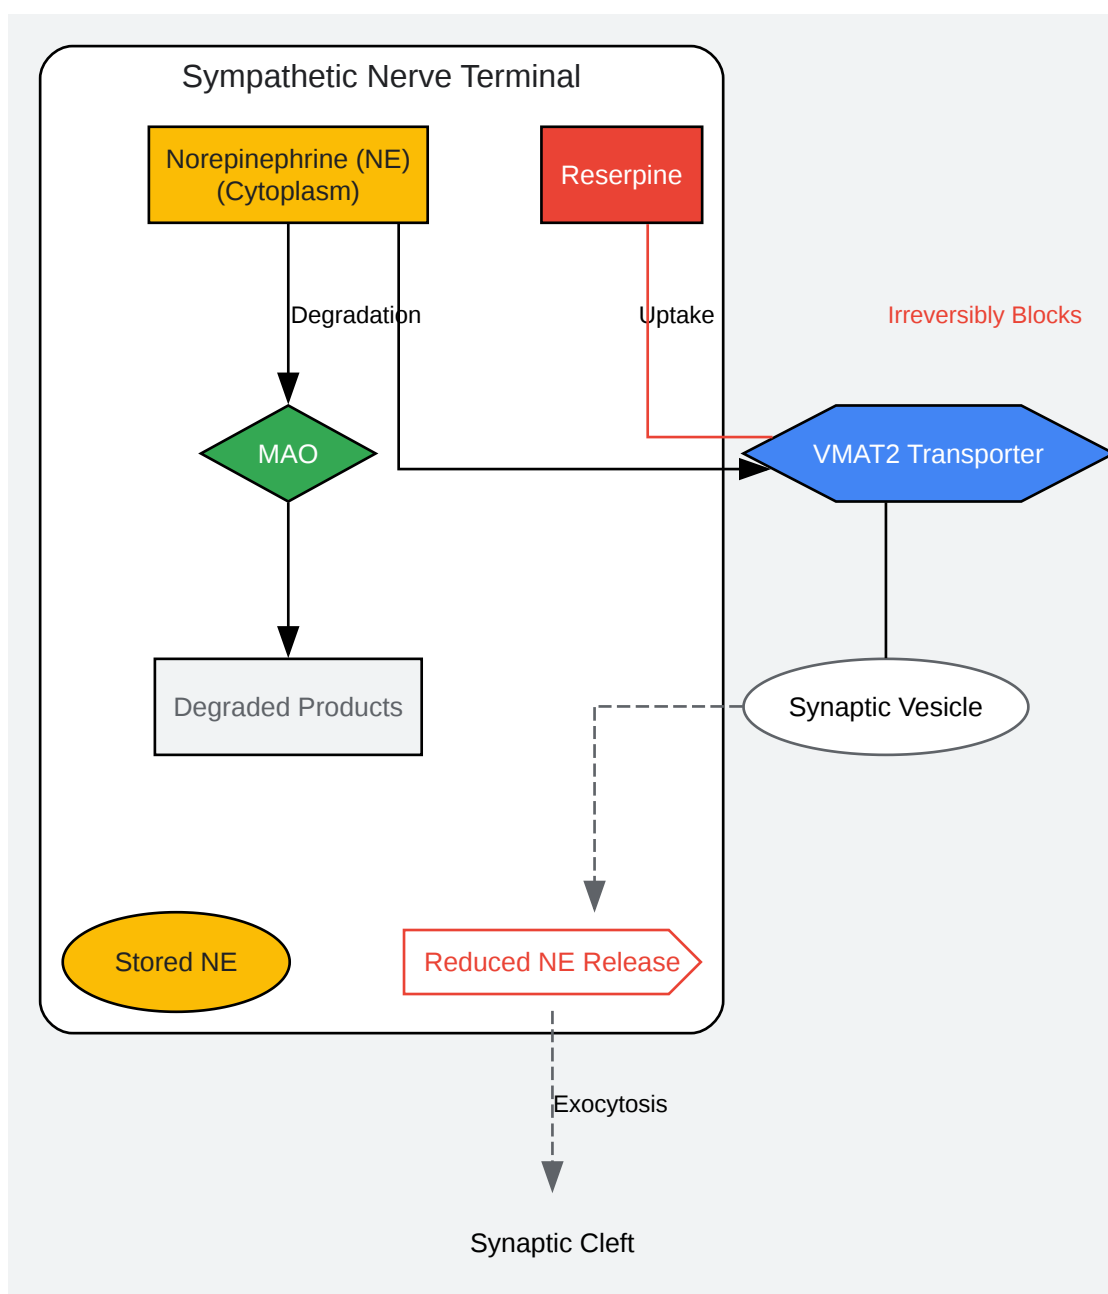 Sympathetic Nerve Terminal
Norepinephrine (NE)
(Cytoplasm)
Reserpine
Degradation
Uptake
Irreversibly Blocks
MAO
VMAT2 Transporter
Degraded Products
Synaptic Vesicle
Stored NE
Reduced NE Release
Exocytosis
Synaptic Cleft